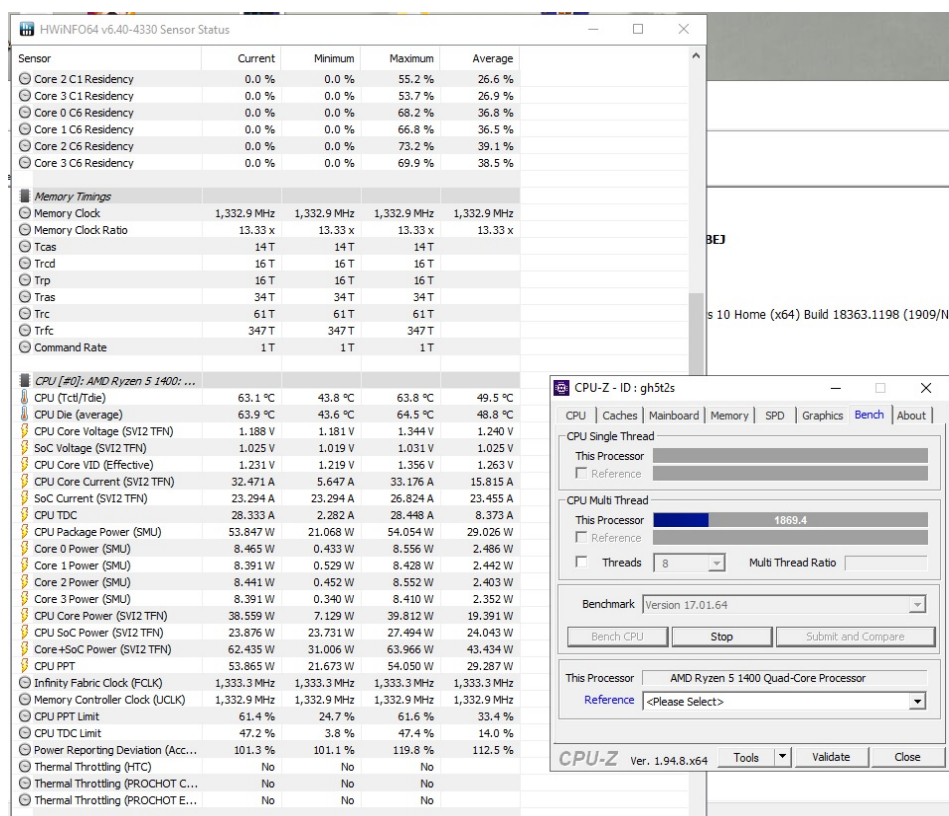 HWiNFO64 v6.40-4330 Sensor Status
Sensor Current Minimum Maximum Average
Core 2 C1 Residency 0.0 % 0.0 % 55.2 % 26.6 %
Core 3 C1 Residency 0.0 % 0.0 % 53.7 % 26.9 %
Core 0 C6 Residency 0.0 % 0.0 % 68.2 % 36.8 %
Core 1 C6 Residency 0.0 % 0.0 % 66.8 % 36.5 %
Core 2 C6 Residency 0.0 % 0.0 % 73.2 % 39.1 %
Core 3 C6 Residency 0.0 % 0.0 % 69.9 % 38.5 %
Memory Timings
Memory Clock 1,332.9 MHz 1,332.9 MHz 1,332.9 MHz 1,332.9 MHz
Memory Clock Ratio 13.33 x 13.33 x 13.33 x 13.33 x
Tcas 14 T 14 T 14 T
Trcd 16 T 16 T 16 T
Trp 16 T 16 T 16 T
Tras 34 T 34 T 34 T
Trc 61 T 61 T 61 T
Trfc 347 T 347 T 347 T
Command Rate 1 T 1 T 1 T
CPU [#0]: AMD Ryzen 5 1400: ...
CPU (Tctl/Tdie) 63.1 °C 43.8 °C 63.8 °C 49.5 °C
CPU Die (average) 63.9 °C 43.6 °C 64.5 °C 48.8 °C
CPU Core Voltage (SVI2 TFN) 1.188 V 1.181 V 1.344 V 1.240 V
SoC Voltage (SVI2 TFN) 1.025 V 1.019 V 1.031 V 1.025 V
CPU Core VID (Effective) 1.231 V 1.219 V 1.356 V 1.263 V
CPU Core Current (SVI2 TFN) 32.471 A 5.647 A 33.176 A 15.815 A
SoC Current (SVI2 TFN) 23.294 A 23.294 A 26.824 A 23.455 A
CPU TDC 28.333 A 2.282 A 28.448 A 8.373 A
CPU Package Power (SMU) 53.847 W 21.068 W 54.054 W 29.026 W
Core 0 Power (SMU) 8.465 W 0.433 W 8.556 W 2.486 W
Core 1 Power (SMU) 8.391 W 0.529 W 8.428 W 2.442 W
Core 2 Power (SMU) 8.441 W 0.452 W 8.552 W 2.403 W
Core 3 Power (SMU) 8.391 W 0.340 W 8.410 W 2.352 W
CPU Core Power (SVI2 TFN) 38.559 W 7.129 W 39.812 W 19.391 W
CPU SoC Power (SVI2 TFN) 23.876 W 23.731 W 27.494 W 24.043 W
Core+SoC Power (SVI2 TFN) 62.435 W 31.006 W 63.966 W 43.434 W
CPU PPT 53.865 W 21.673 W 54.050 W 29.287 W
Infinity Fabric Clock (FCLK) 1,333.3 MHz 1,333.3 MHz 1,333.3 MHz 1,333.3 MHz
Memory Controller Clock (UCLK) 1,332.9 MHz 1,332.9 MHz 1,332.9 MHz 1,332.9 MHz
CPU PPT Limit 61.4 % 24.7 % 61.6 % 33.4 %
CPU TDC Limit 47.2 % 3.8 % 47.4 % 14.0 %
Power Reporting Deviation (Acc... 101.3 % 101.1 % 119.8 % 112.5 %
Thermal Throttling (HTC) No No No
Thermal Throttling (PROCHOT C... No No No
Thermal Throttling (PROCHOT E... No No No
BEJ
s 10 Home (x64) Build 18363.1198 (1909/N
CPU-Z - ID : gh5t2s
CPU Caches Mainboard Memory SPD Graphics Bench About
CPU Single Thread
This Processor
Reference
CPU Multi Thread
This Processor 1869.4
Reference
Threads 8 Multi Thread Ratio
Benchmark Version 17.01.64
Bench CPU Stop Submit and Compare
This Processor AMD Ryzen 5 1400 Quad-Core Processor
Reference <Please Select>
CPU-Z Ver. 1.94.8.x64 Tools Validate Close